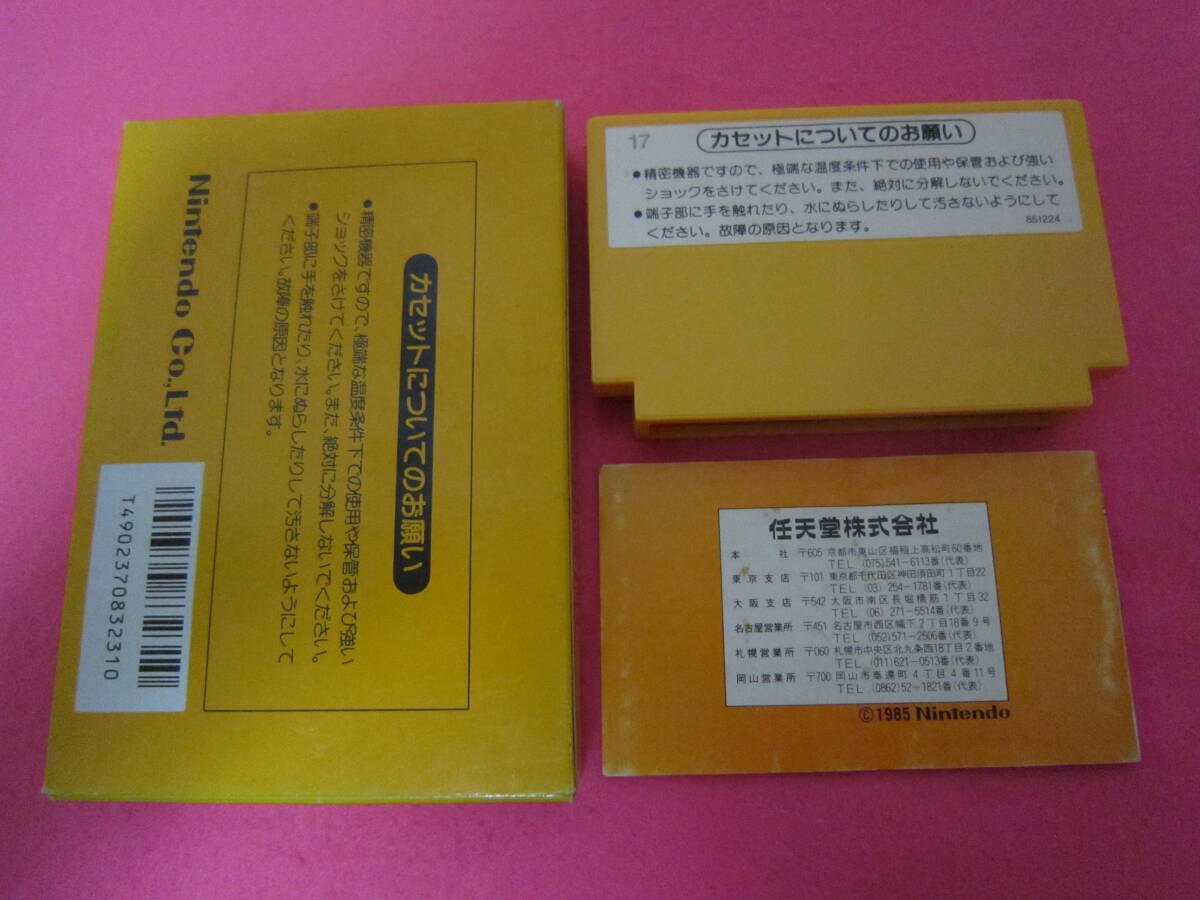 Nintendo Co.,Ltd.
T4902370832310
カセットについてのお願い
●精密機器ですので、極端な温度条件下での使用や保管および強い
ショックをさけてください。また、絶対に分解しないでください。
●端子部に手を触れたり、水にぬらしたりして汚さないようにして
ください。故障の原因となります。
17
カセットについてのお願い
●精密機器ですので、極端な温度条件下での使用や保管および強い
ショックをさけてください。また、絶対に分解しないでください。
●端子部に手を触れたり、水にぬらしたりして汚さないようにして
ください。故障の原因となります。
851224
任天堂株式会社
本社 〒605 京都市東山区福稲上高松町60番地
TEL (075)541-6113番(代表)
東京支店 〒101 東京都千代田区神田須田町1丁目22
TEL (03) 254-1781番(代表)
大阪支店 〒542 大阪市南区長堀橋筋1丁目32
TEL (06) 271-5514番(代表)
名古屋営業所 〒451 名古屋市西区幅下2丁目18番9号
TEL (052)571-2506番(代表)
札幌営業所 〒060 札幌市中央区北九条西18丁目2番地
TEL (011)621-0513番(代表)
岡山営業所 〒700 岡山市奉還町4丁目4番11号
TEL (0862)52-1821番(代表)
©1985 Nintendo